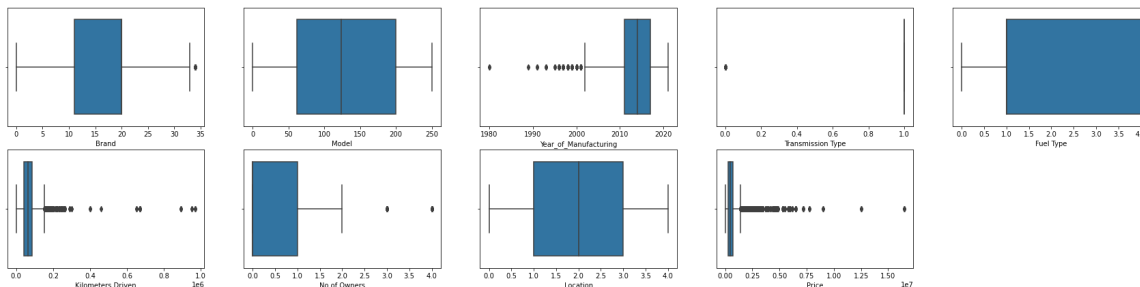 0 5 10 15 20 25 30 35
Brand
0 50 100 150 200 250
Model
1980 1990 2000 2010 2020
Year_of_Manufacturing
0.0 0.2 0.4 0.6 0.8 1.0
Transmission Type
0.0 0.5 1.0 1.5 2.0 2.5 3.0 3.5 4.0
Fuel Type
0.0 0.2 0.4 0.6 0.8 1.0
Kilometers Driven
1e6
0.0 0.5 1.0 1.5 2.0 2.5 3.0 3.5 4.0
No of Owners
0.0 0.5 1.0 1.5 2.0 2.5 3.0 3.5 4.0
Location
0.00 0.25 0.50 0.75 1.00 1.25 1.50
Price
1e7